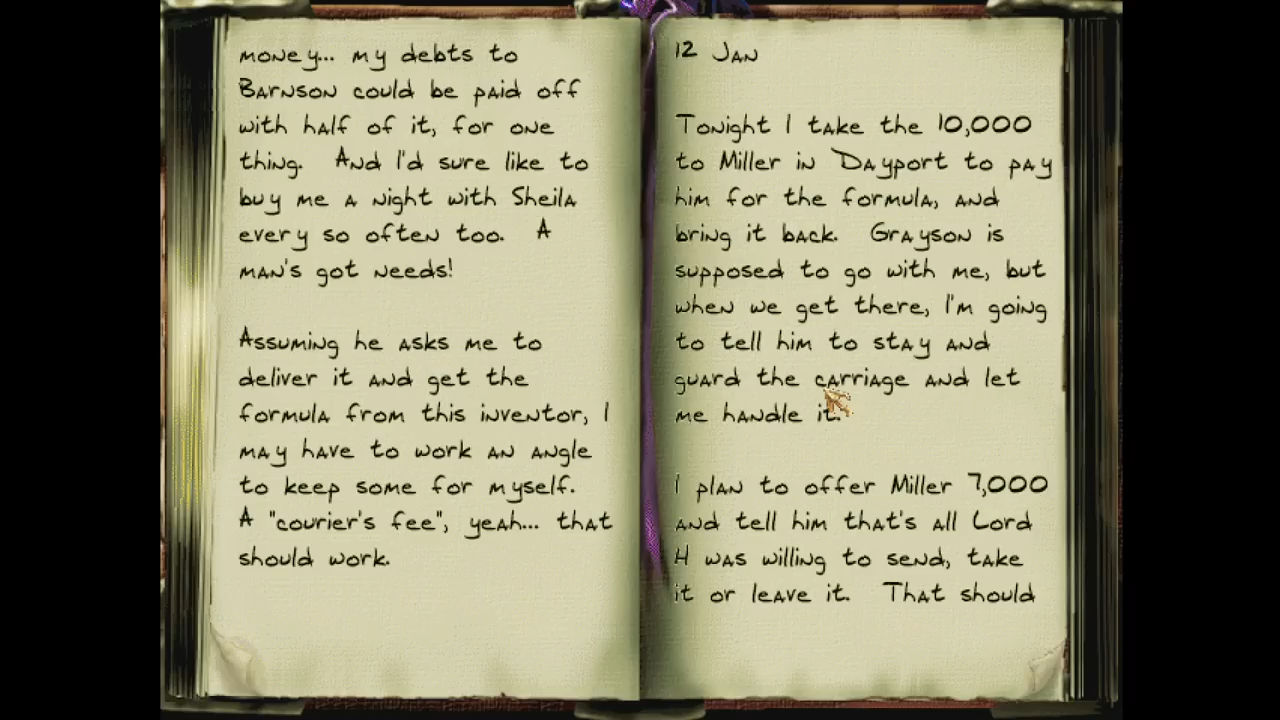 money... my debts to
Barnson could be paid off
with half of it, for one
thing. And I'd sure like to
buy me a night with Sheila
every so often too. A
man's got needs!
Assuming he asks me to
deliver it and get the
formula from this inventor, I
may have to work an angle
to keep some for myself.
A "courier's fee", yeah... that
should work.
12 Jan
Tonight I take the 10,000
to Miller in Dayport to pay
him for the formula, and
bring it back. Grayson is
supposed to go with me, but
when we get there, I'm going
to tell him to stay and
guard the carriage and let
me handle it.
I plan to offer Miller 7,000
and tell him that's all Lord
H was willing to send, take
it or leave it. That should